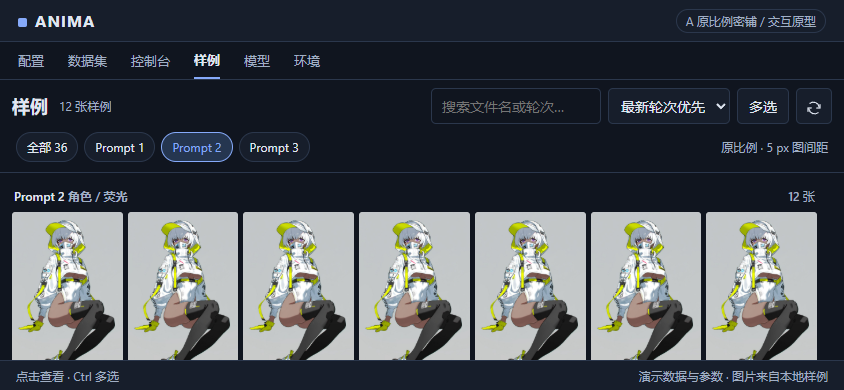 ANIMA
A 原比例密铺 / 交互原型
配置 数据集 控制台 样例 模型 环境
样例 12 张样例 搜索文件名或轮次... 最新轮次优先 多选
全部 36 Prompt 1 Prompt 2 Prompt 3 原比例 · 5 px 图间距
Prompt 2 角色 / 荧光 12 张
点击查看 · Ctrl 多选 演示数据与参数 · 图片来自本地样例